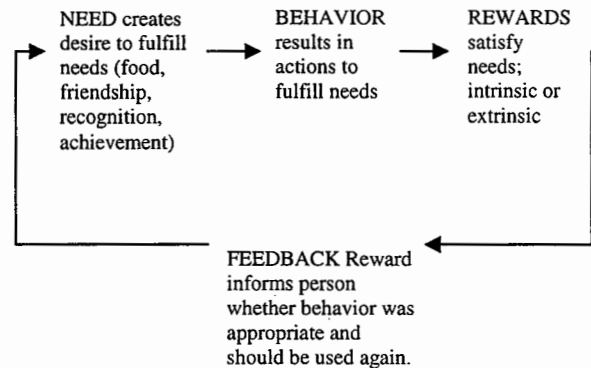 NEED creates
desire to fulfill
needs (food,
friendship,
recognition,
achievement)
BEHAVIOR
results in
actions to
fulfill needs
REWARDS
satisfy
needs;
intrinsic or
extrinsic
FEEDBACK Reward
informs person
whether behavior was
appropriate and
should be used again.